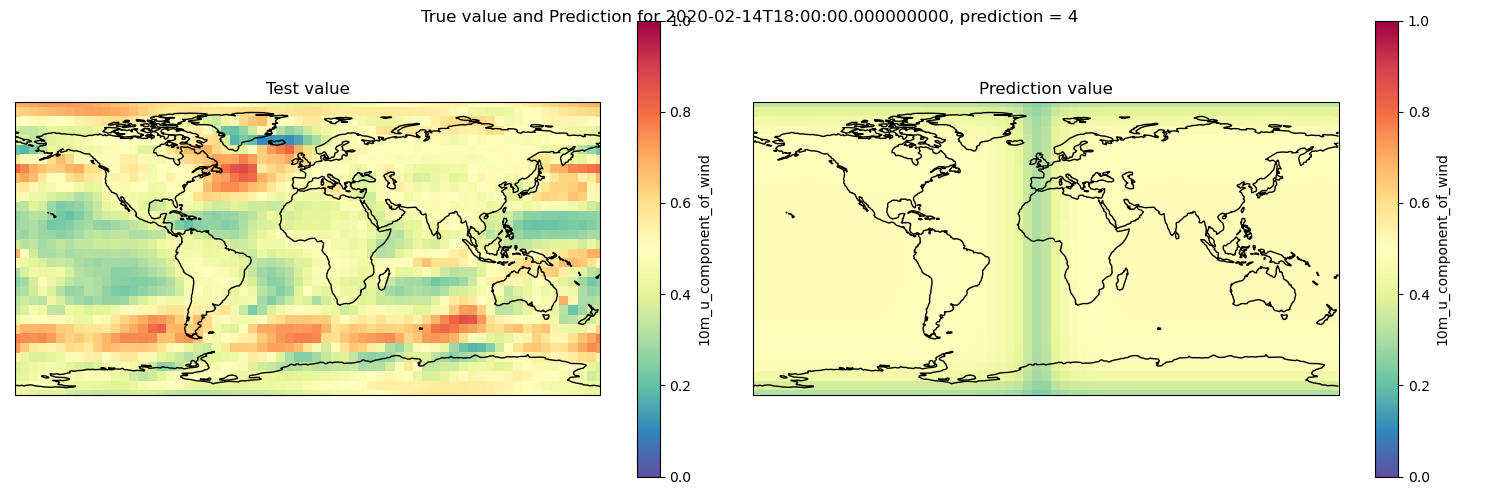 True value and Prediction for 2020-02-14T18:00:00.000000000, prediction = 4
Test value
1.0
0.8
0.6
0.4
0.2
0.0
10m_u_component_of_wind
Prediction value
1.0
0.8
0.6
0.4
0.2
0.0
10m_u_component_of_wind